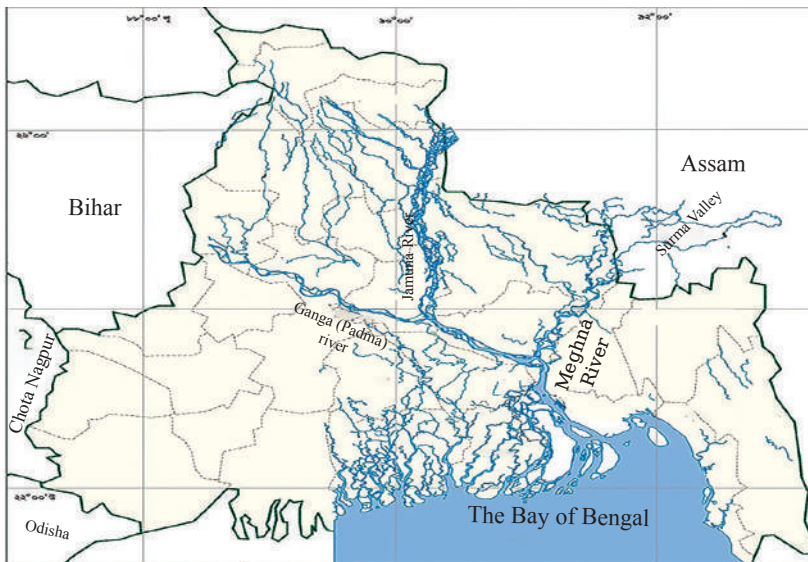 Assam
Bihar
Surma Valley
Jamuna River
Ganga (Padma)
river
Meghna
River
Chota Nagpur
The Bay of Bengal
Odisha